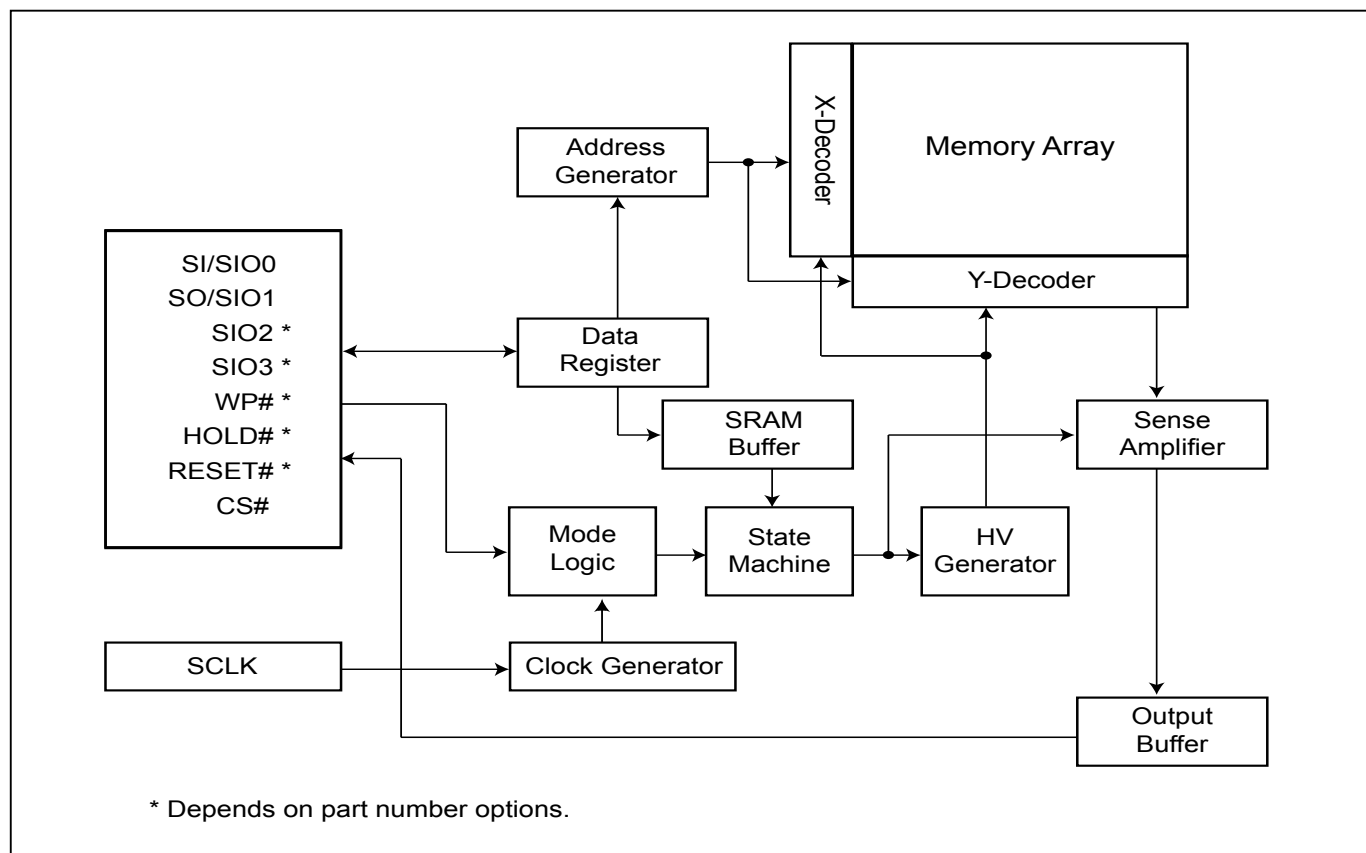 X-Decoder
Memory Array
Address
Generator
Y-Decoder
SI/SIO0
SO/SIO1
SIO2 *
SIO3 *
WP# *
HOLD# *
RESET# *
CS#
Data
Register
SRAM
Buffer
Sense
Amplifier
Mode
Logic
State
Machine
HV
Generator
SCLK
Clock Generator
Output
Buffer
* Depends on part number options.